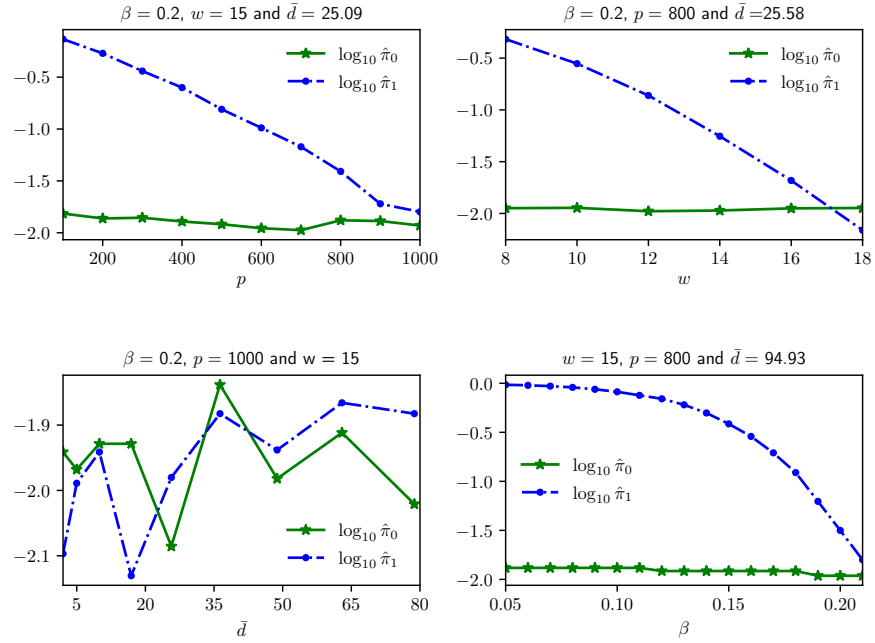 β = 0.2, w = 15 and d̄ = 25.09
−0.5
−1.0
−1.5
−2.0
log₁₀ π̂₀
log₁₀ π̂₁
200 400 600 800 1000
p
β = 0.2, p = 800 and d̄ =25.58
−0.5
−1.0
−1.5
−2.0
log₁₀ π̂₀
log₁₀ π̂₁
8 10 12 14 16 18
w
β = 0.2, p = 1000 and w = 15
−1.9
−2.0
−2.1
log₁₀ π̂₀
log₁₀ π̂₁
5 20 35 50 65 80
d̄
w = 15, p = 800 and d̄ = 94.93
0.0
−0.5
−1.0
−1.5
−2.0
log₁₀ π̂₀
log₁₀ π̂₁
0.05 0.10 0.15 0.20
β